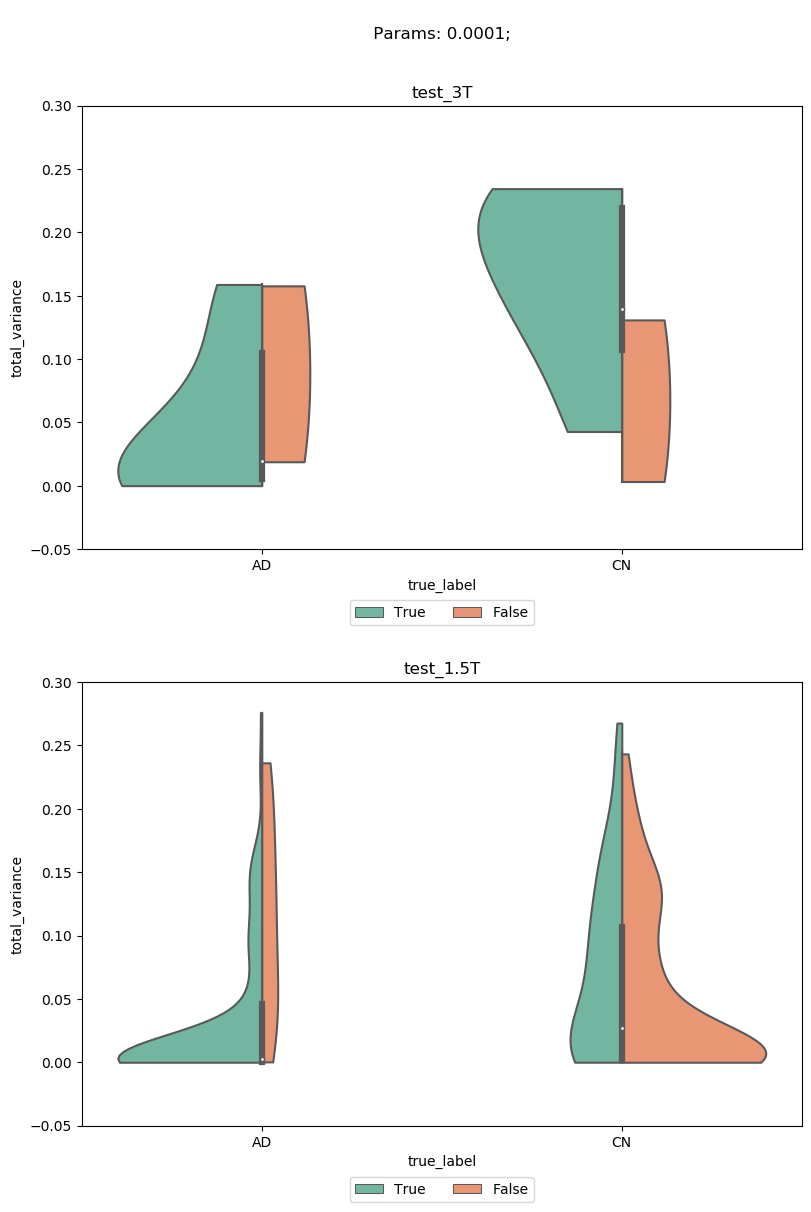 Params: 0.0001;
test_3T
0.30
0.25
0.20
0.15
0.10
0.05
0.00
−0.05
total_variance
AD CN
true_label
True False
test_1.5T
0.30
0.25
0.20
0.15
0.10
0.05
0.00
−0.05
total_variance
AD CN
true_label
True False